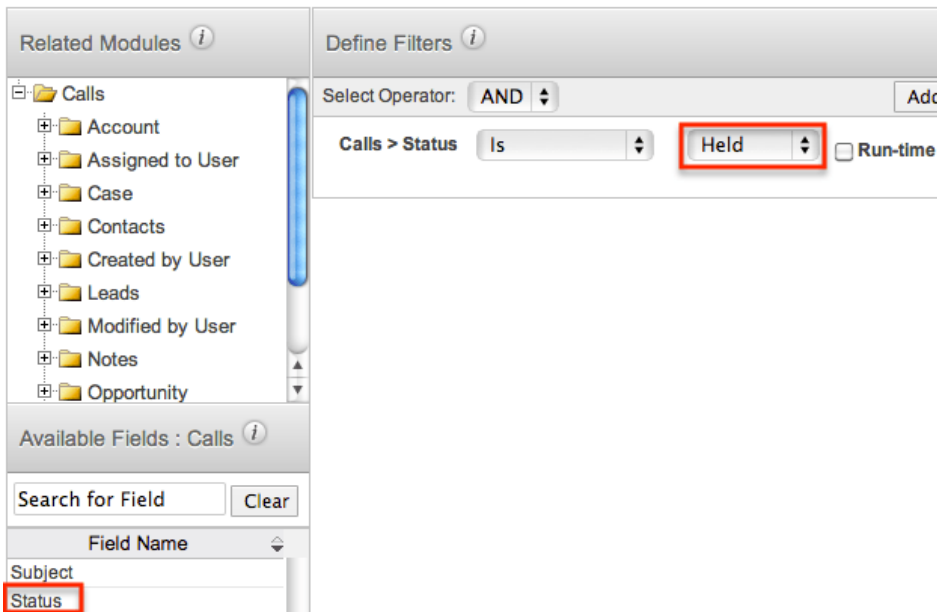 Related Modules i
Calls
Account
Assigned to User
Case
Contacts
Created by User
Leads
Modified by User
Notes
Opportunity
Available Fields : Calls i
Search for Field Clear
Field Name
Subject
Status
Define Filters i
Select Operator: AND Add
Calls > Status Is Held Run-time